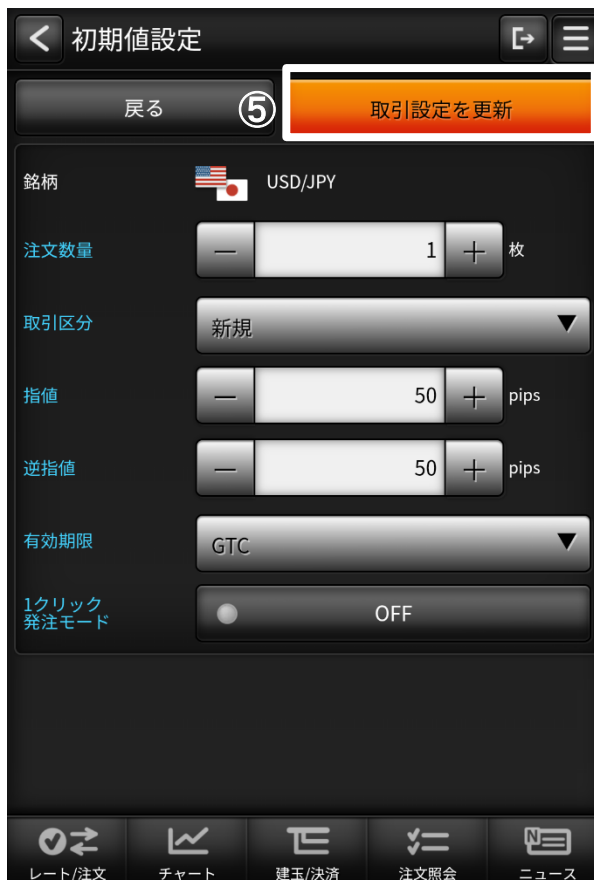 初期値設定
戻る
⑤
取引設定を更新
銘柄
USD/JPY
注文数量
1
枚
取引区分
新規
指値
50
pips
逆指値
50
pips
有効期限
GTC
1クリック
発注モード
OFF
レート/注文
チャート
建玉/決済
注文照会
N
ニュース